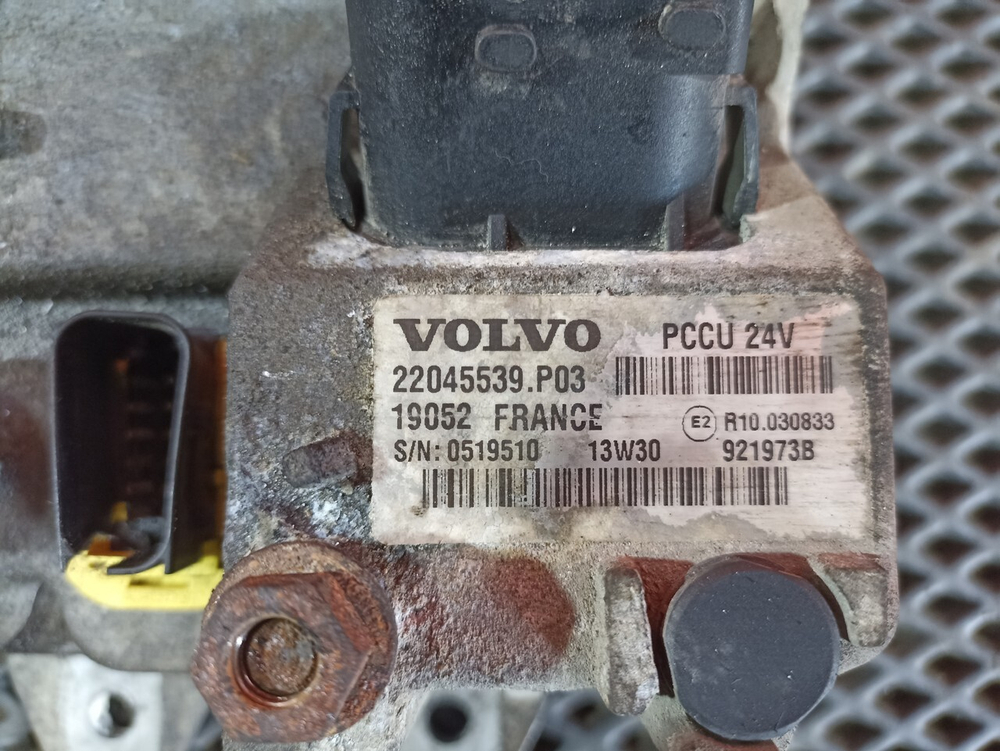 VOLVO PCCU 24V
22045539.P03
19052 FRANCE E2 R10.030833
S/N: 0519510 13W30 921973B